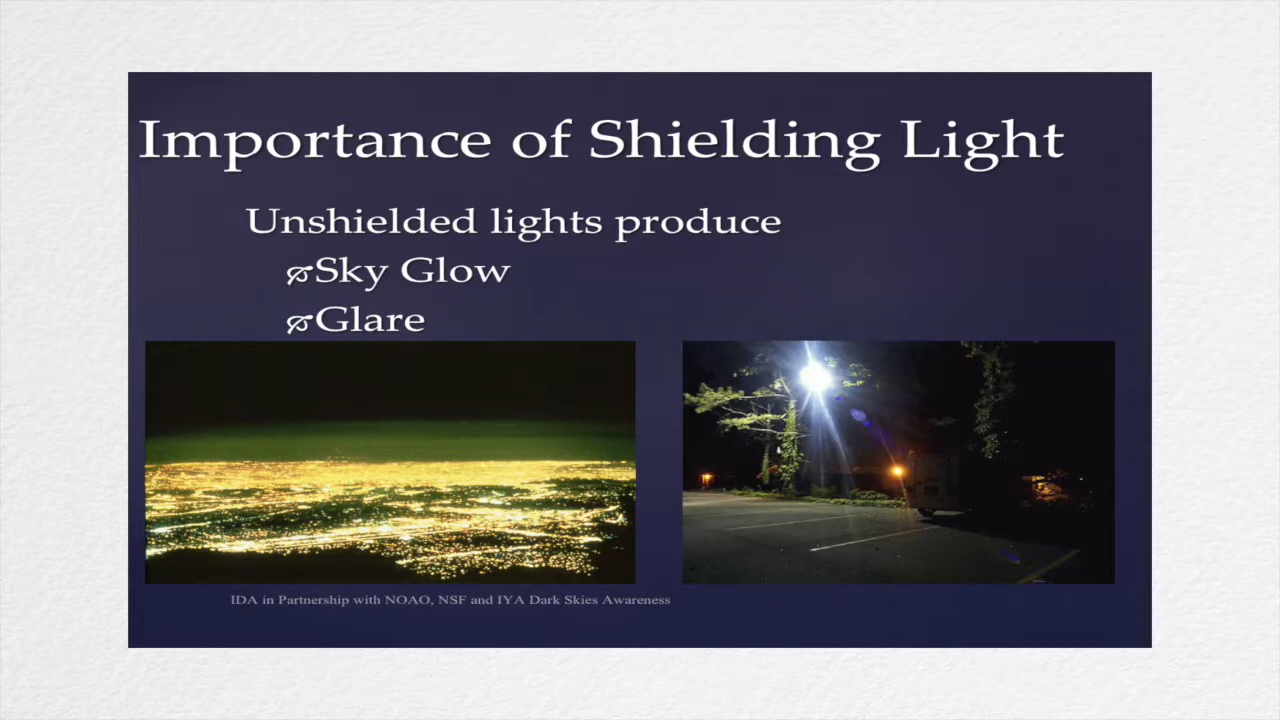 Importance of Shielding Light
Unshielded lights produce
Sky Glow
Glare
IDA in Partnership with NOAO, NSF and IYA Dark Skies Awareness